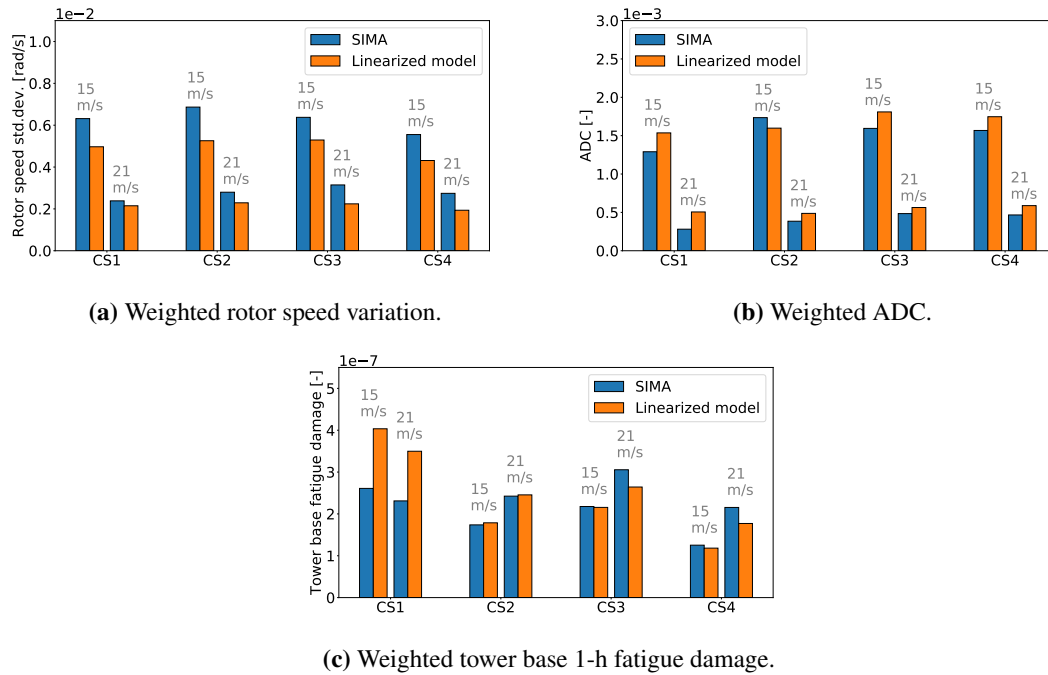 1e−2
Rotor speed std.dev. [rad/s]
1.0
0.8
0.6
0.4
0.2
0.0
SIMA
Linearized model
15
m/s
21
m/s
15
m/s
21
m/s
15
m/s
21
m/s
15
m/s
21
m/s
CS1 CS2 CS3 CS4
(a) Weighted rotor speed variation.
1e−3
ADC [-]
3.0
2.5
2.0
1.5
1.0
0.5
0.0
SIMA
Linearized model
15
m/s
21
m/s
15
m/s
21
m/s
15
m/s
21
m/s
15
m/s
21
m/s
CS1 CS2 CS3 CS4
(b) Weighted ADC.
1e−7
Tower base fatigue damage [-]
5
4
3
2
1
0
SIMA
Linearized model
15
m/s
21
m/s
15
m/s
21
m/s
15
m/s
21
m/s
15
m/s
21
m/s
CS1 CS2 CS3 CS4
(c) Weighted tower base 1-h fatigue damage.